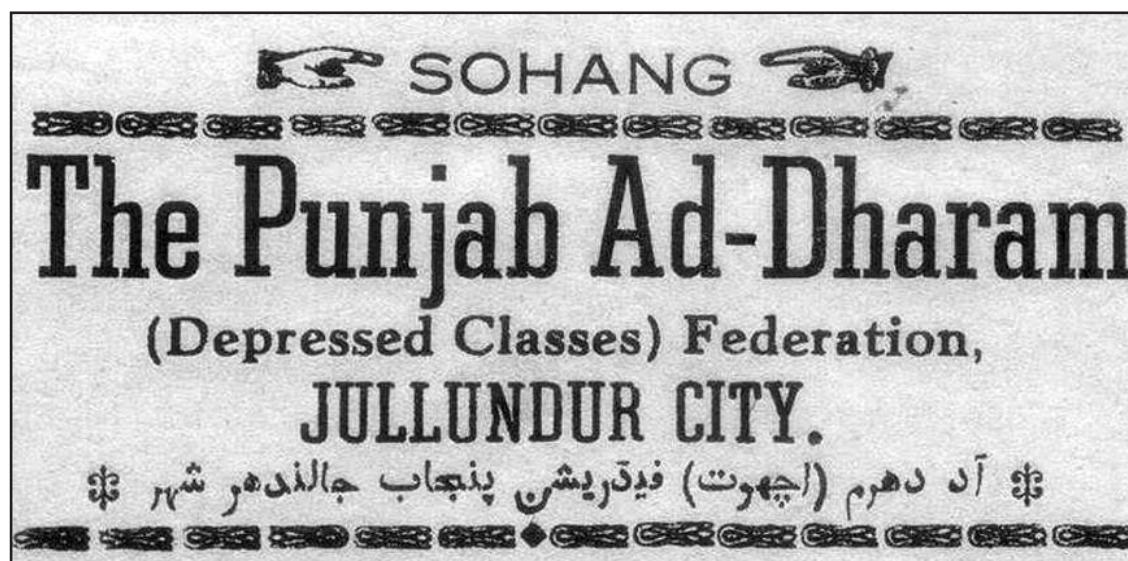 SOHANG
The Punjab Ad-Dharam
(Depressed Classes) Federation,
JULLUNDUR CITY.
آد دھرم (اچھوت) فیڈریشن پنجاب جالندھر شہر